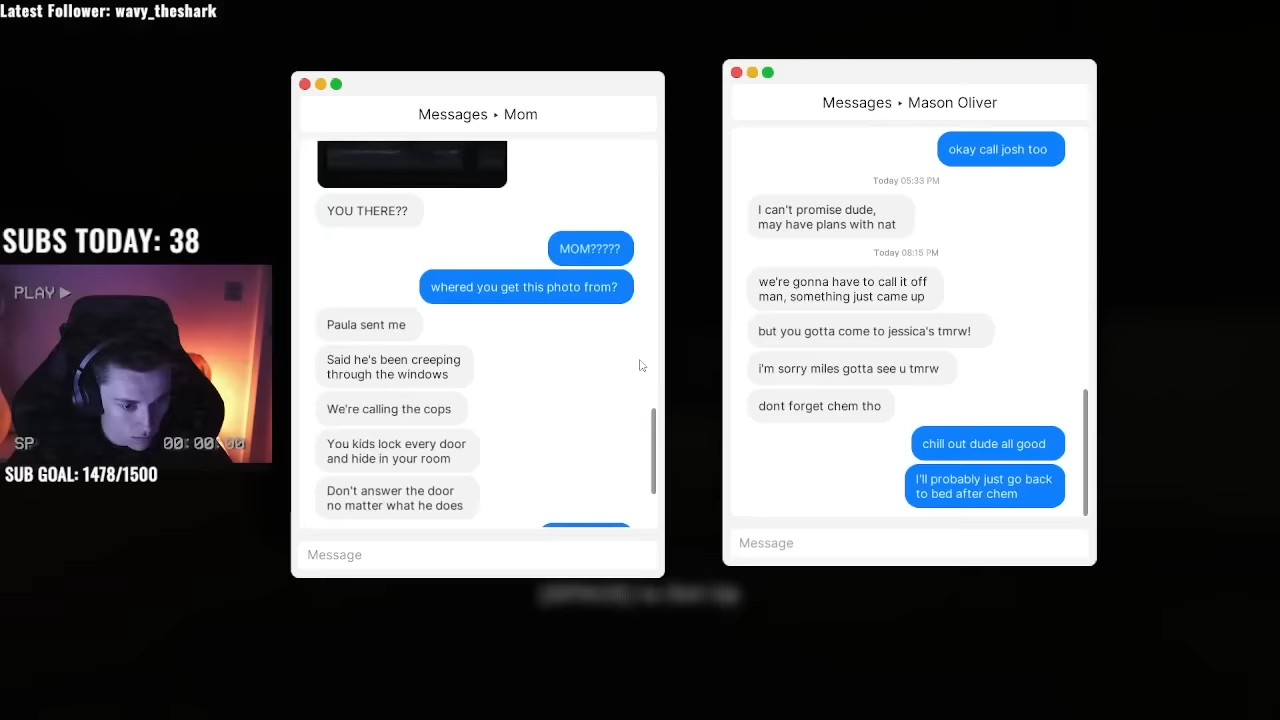 Latest Follower: wavy_theshark
SUBS TODAY: 38
PLAY
SP
00:00:00
SUB GOAL: 1478/1500
Messages ‣ Mom
YOU THERE??
MOM?????
whered you get this photo from?
Paula sent me
Said he's been creeping
through the windows
We're calling the cops
You kids lock every door
and hide in your room
Don't answer the door
no matter what he does
Message
Messages ‣ Mason Oliver
okay call josh too
Today 05:33 PM
I can't promise dude,
may have plans with nat
Today 08:15 PM
we're gonna have to call it off
man, something just came up
but you gotta come to jessica's tmrw!
i'm sorry miles gotta see u tmrw
dont forget chem tho
chill out dude all good
I'll probably just go back
to bed after chem
Message